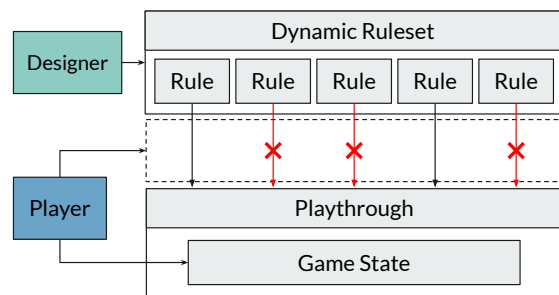 Dynamic Ruleset
Designer
Rule Rule Rule Rule Rule
Player
Playthrough
Game State